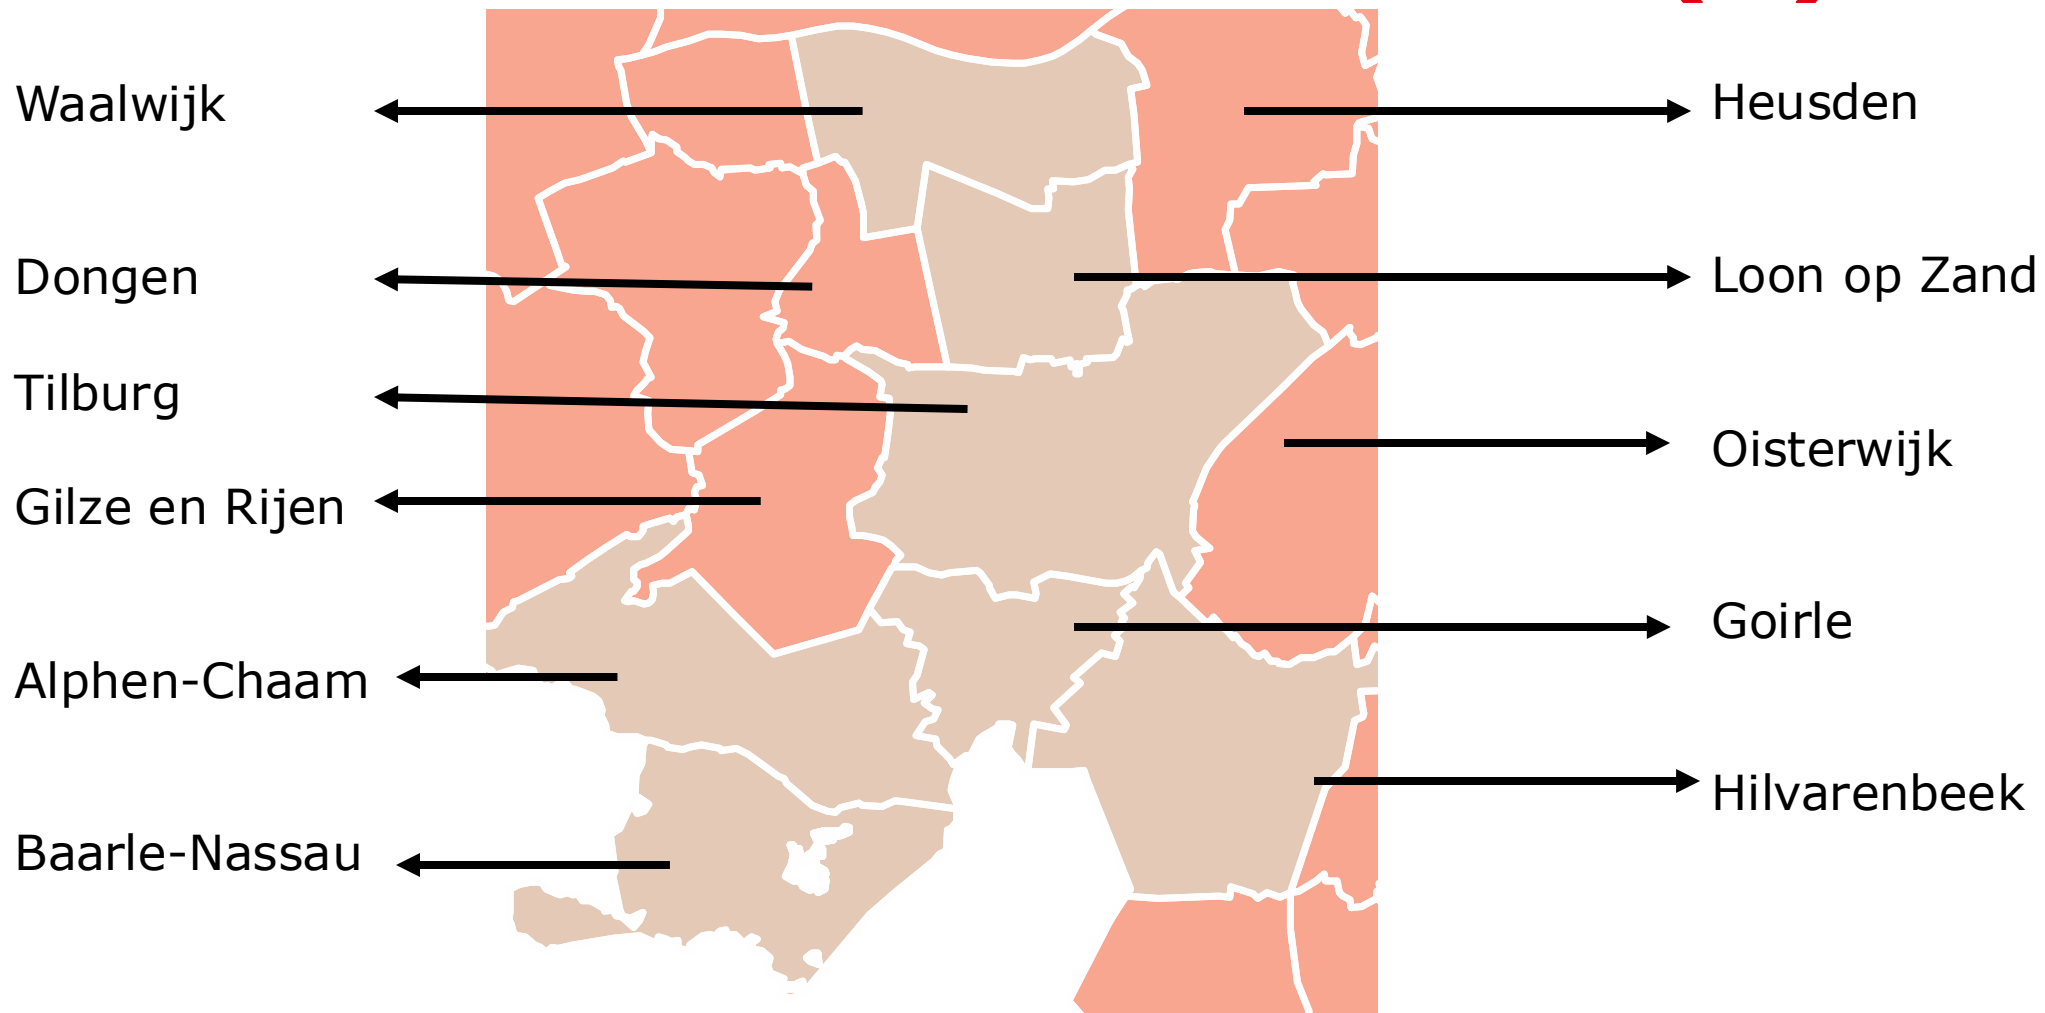 Waalwijk
Heusden
Dongen
Loon op Zand
Tilburg
Oisterwijk
Gilze en Rijen
Goirle
Alphen-Chaam
Hilvarenbeek
Baarle-Nassau